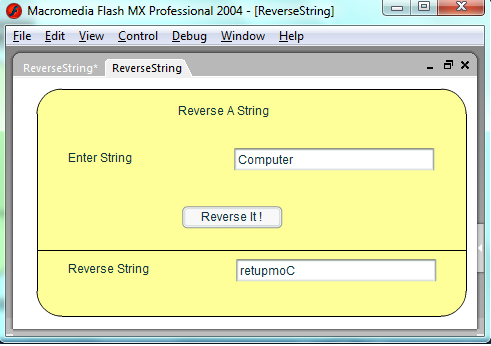 Macromedia Flash MX Professional 2004 - [ReverseString]
File Edit View Control Debug Window Help
ReverseString* ReverseString
Reverse A String
Enter String Computer
Reverse It !
Reverse String retupmoC